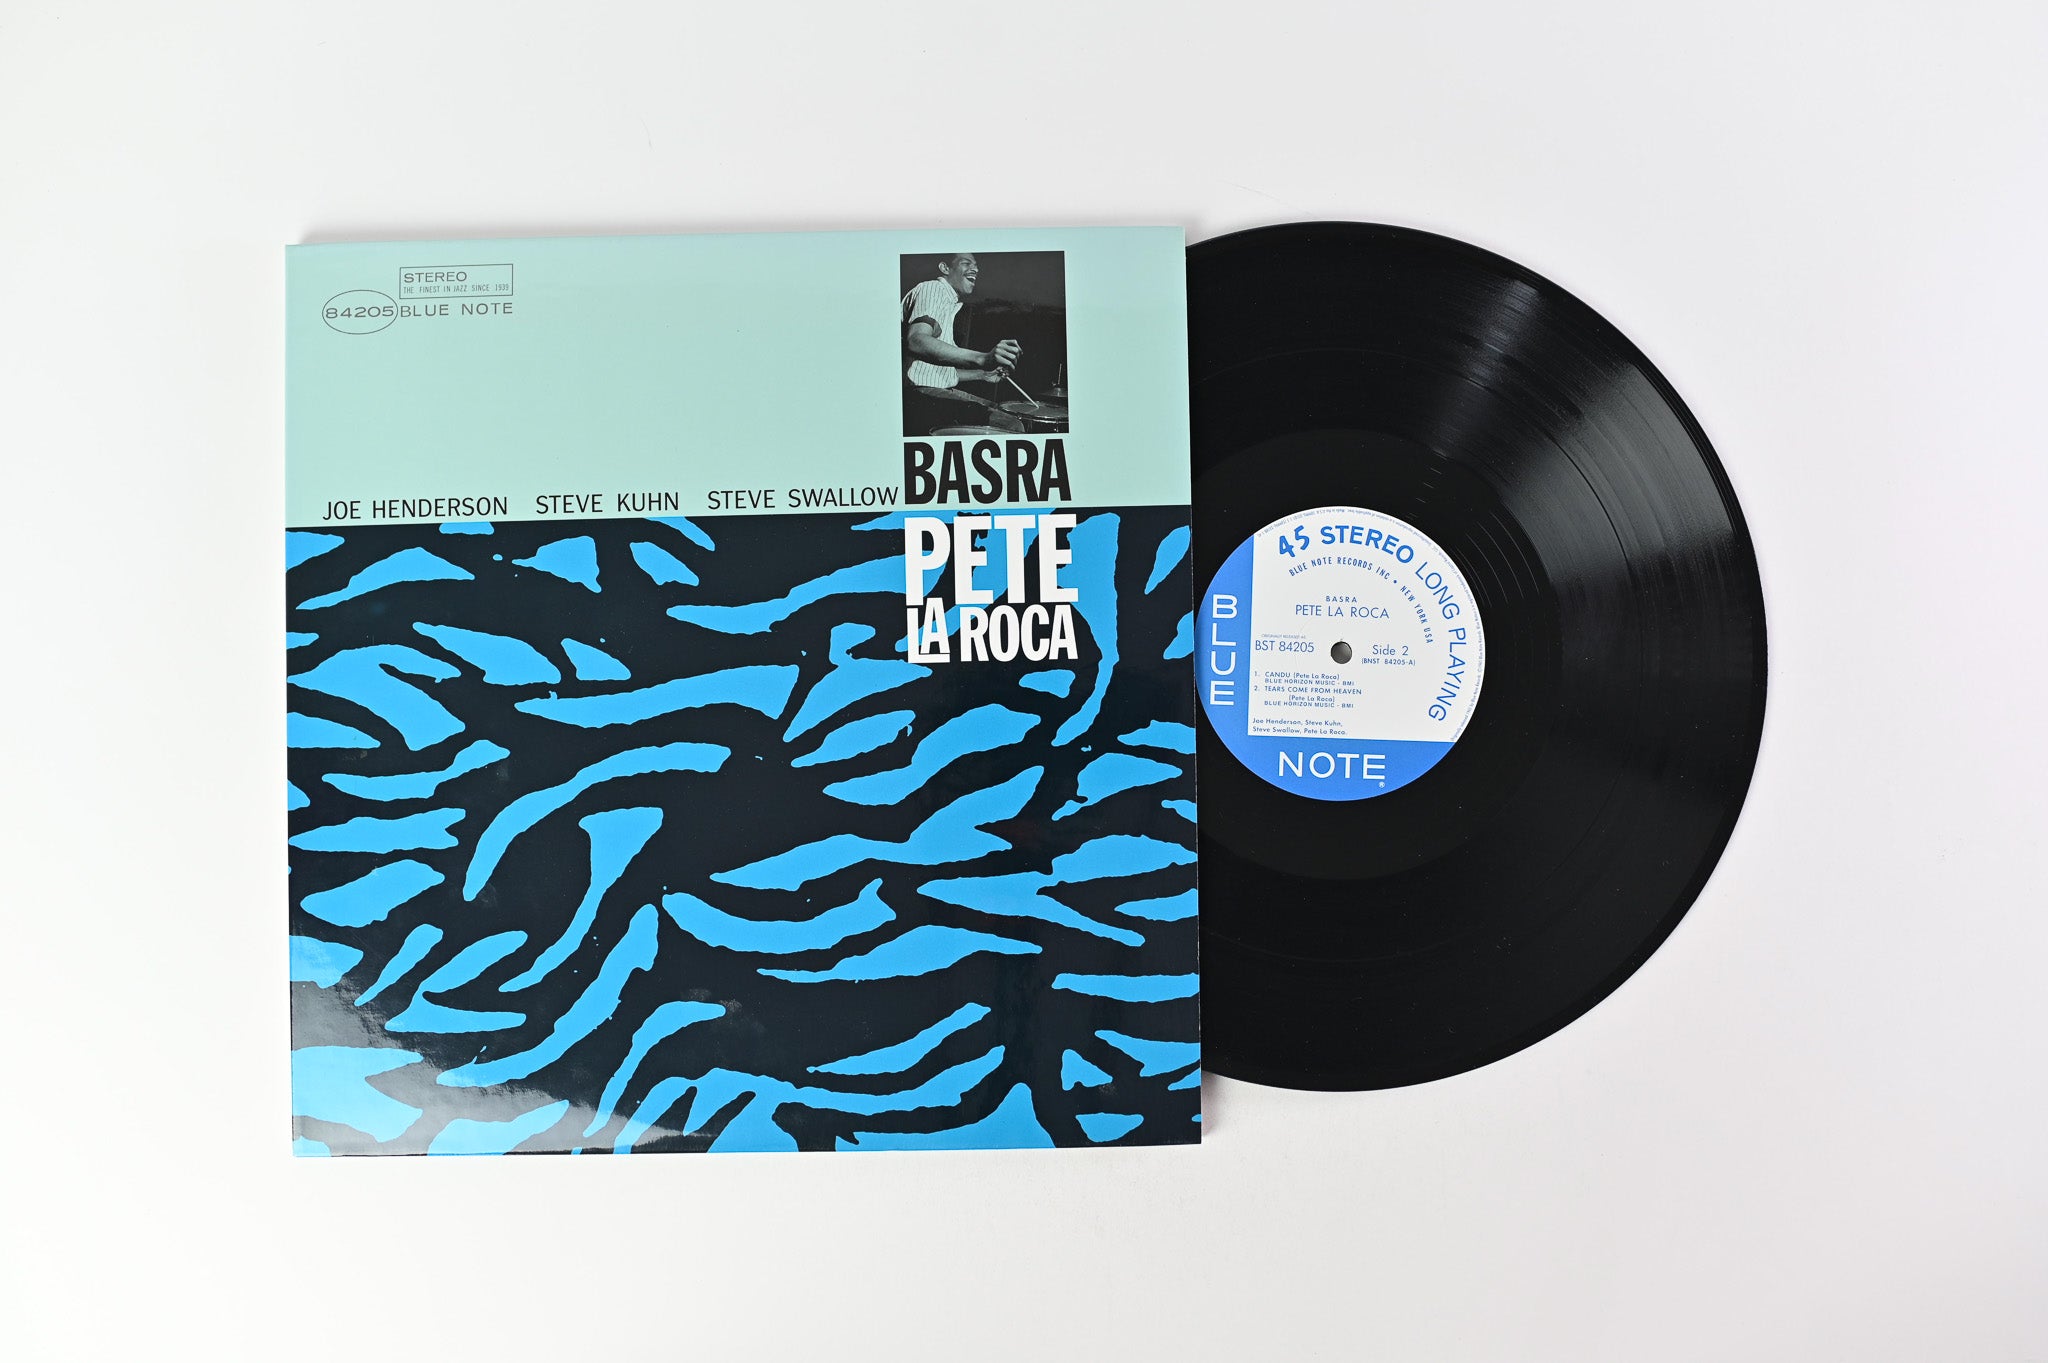 STEREO
THE FINEST IN JAZZ SINCE 1939
84205 BLUE NOTE
JOE HENDERSON STEVE KUHN STEVE SWALLOW
BASRA
PETE
LA ROCA
45 STEREO LONG PLAYING
BLUE NOTE RECORDS INC • NEW YORK USA
BASRA
PETE LA ROCA
ORIGINALLY RELEASED AS
BST 84205
Side 2
(BNST 84205-A)
1. CANDU (Pete La Roca)
BLUE HORIZON MUSIC - BMI
2. TEARS COME FROM HEAVEN
(Pete La Roca)
BLUE HORIZON MUSIC - BMI
Joe Henderson, Steve Kuhn,
Steve Swallow, Pete La Roca.
BLUE
NOTE®